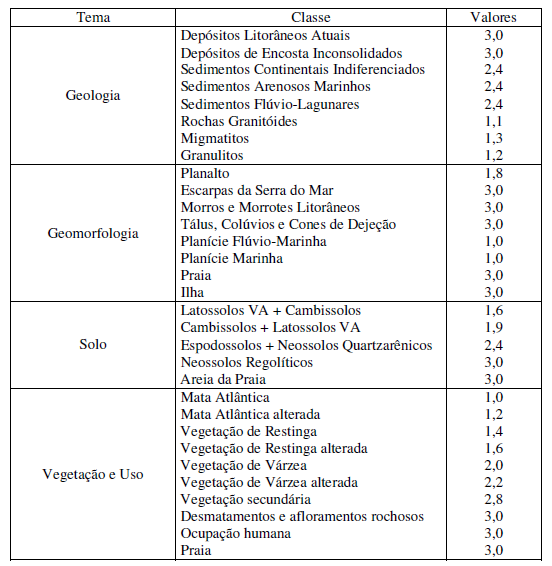 Tema Classe Valores
Geologia
Depósitos Litorâneos Atuais 3,0
Depósitos de Encosta Inconsolidados 3,0
Sedimentos Continentais Indiferenciados 2,4
Sedimentos Arenosos Marinhos 2,4
Sedimentos Flúvio-Lagunares 2,4
Rochas Granitóides 1,1
Migmatitos 1,3
Granulitos 1,2
Geomorfologia
Planalto 1,8
Escarpas da Serra do Mar 3,0
Morros e Morrotes Litorâneos 3,0
Tálus, Colúvios e Cones de Dejeção 3,0
Planície Flúvio-Marinha 1,0
Planície Marinha 1,0
Praia 3,0
Ilha 3,0
Solo
Latossolos VA + Cambissolos 1,6
Cambissolos + Latossolos VA 1,9
Espodossolos + Neossolos Quartzarênicos 2,4
Neossolos Regolíticos 3,0
Areia da Praia 3,0
Vegetação e Uso
Mata Atlântica 1,0
Mata Atlântica alterada 1,2
Vegetação de Restinga 1,4
Vegetação de Restinga alterada 1,6
Vegetação de Várzea 2,0
Vegetação de Várzea alterada 2,2
Vegetação secundária 2,8
Desmatamentos e afloramentos rochosos 3,0
Ocupação humana 3,0
Praia 3,0